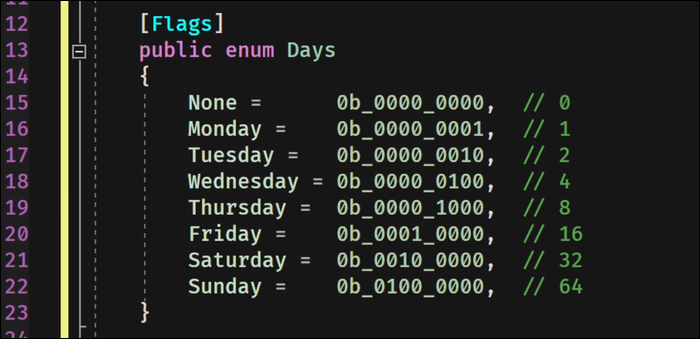 12 [Flags]
13 public enum Days
14 {
15 None = 0b_0000_0000, // 0
16 Monday = 0b_0000_0001, // 1
17 Tuesday = 0b_0000_0010, // 2
18 Wednesday = 0b_0000_0100, // 4
19 Thursday = 0b_0000_1000, // 8
20 Friday = 0b_0001_0000, // 16
21 Saturday = 0b_0010_0000, // 32
22 Sunday = 0b_0100_0000, // 64
23 }